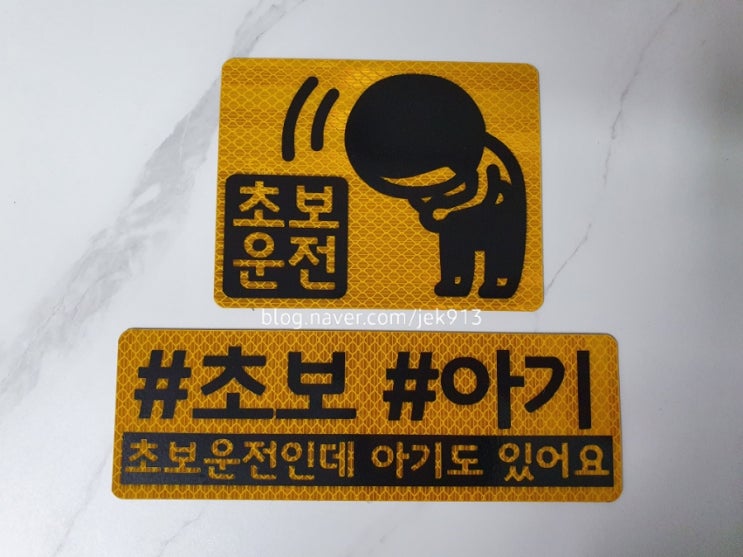 초보
운전
blog.naver.com/jek913
#초보 #아기
초보운전인데 아기도 있어요